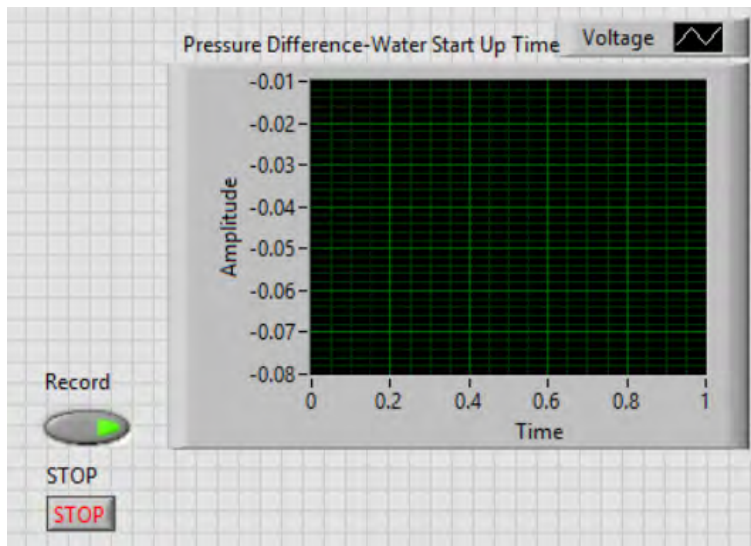 Pressure Difference-Water Start Up Time
Voltage
-0.01
-0.02
-0.03
-0.04
-0.05
-0.06
-0.07
-0.08
Amplitude
0 0.2 0.4 0.6 0.8 1
Time
Record
STOP
STOP